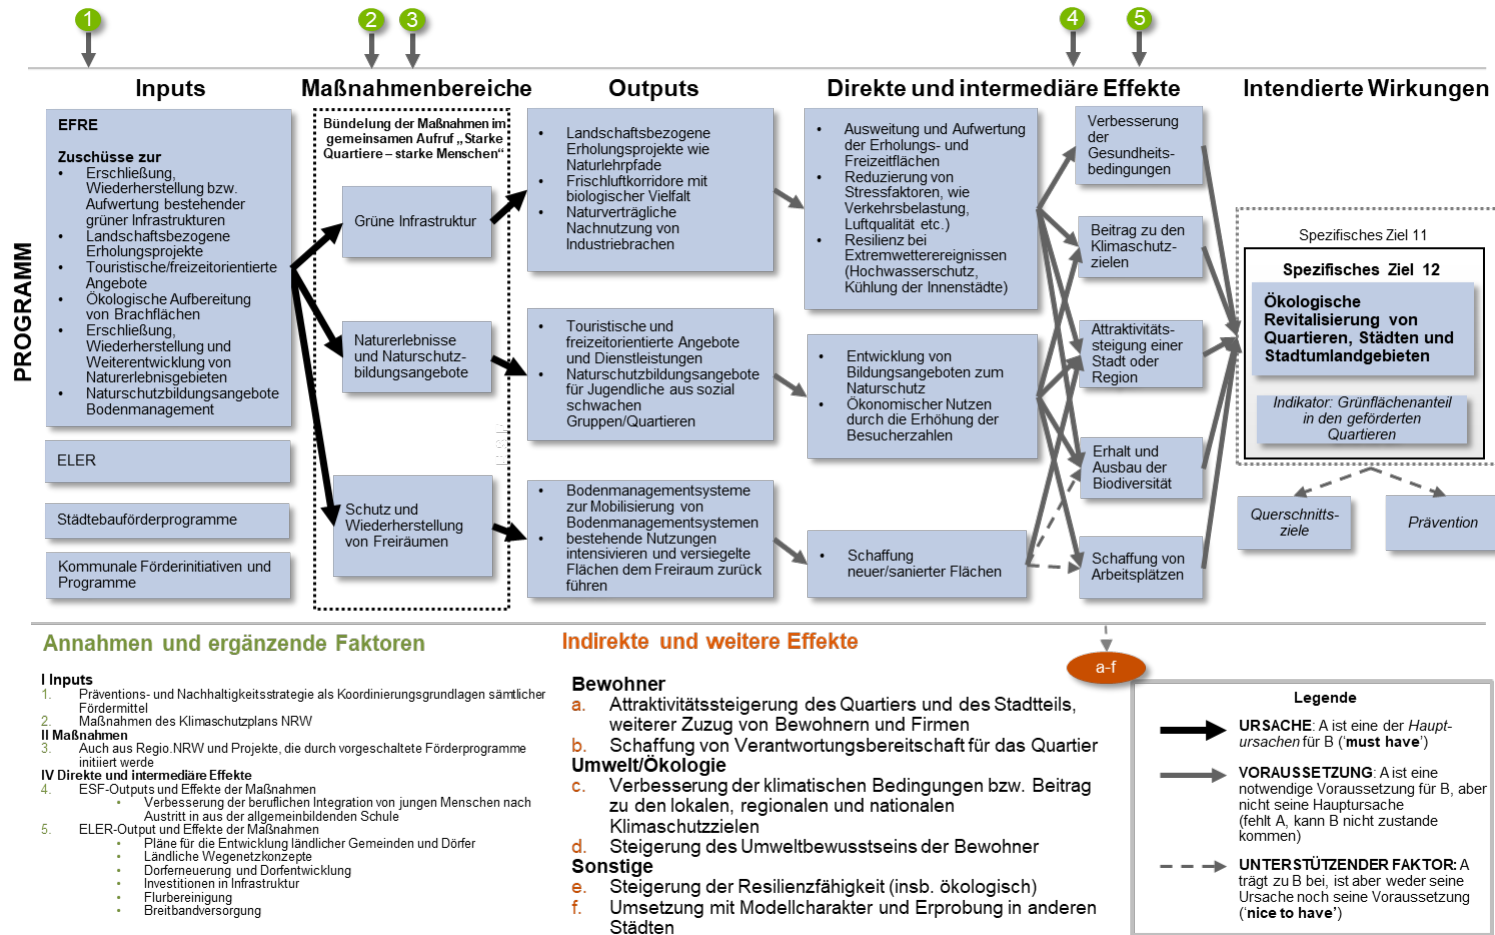 1
2
3
4
5
PROGRAMM
Inputs
EFRE
Zuschüsse zur
• Erschließung,
Wiederherstellung bzw.
Aufwertung bestehender
grüner Infrastrukturen
• Landschaftsbezogene
Erholungsprojekte
• Touristische/freizeitorientierte
Angebote
• Ökologische Aufbereitung
von Brachflächen
• Erschließung,
Wiederherstellung und
Weiterentwicklung von
Naturerlebnisgebieten
• Naturschutzbildungsangebote
Bodenmanagement
ELER
Städtebauförderprogramme
Kommunale Förderinitiativen und
Programme
Maßnahmenbereiche
Bündelung der Maßnahmen im
gemeinsamen Aufruf „Starke
Quartiere – starke Menschen“
Grüne Infrastruktur
Naturerlebnisse
und Naturschutz-
bildungsangebote
Schutz und
Wiederherstellung
von Freiräumen
Outputs
• Landschaftsbezogene
Erholungsprojekte wie
Naturlehrpfade
• Frischluftkorridore mit
biologischer Vielfalt
• Naturverträgliche
Nachnutzung von
Industriebrachen
• Touristische und
freizeitorientierte Angebote
und Dienstleistungen
• Naturschutzbildungsangebote
für Jugendliche aus sozial
schwachen
Gruppen/Quartieren
• Bodenmanagementsysteme
zur Mobilisierung von
Bodenmanagementsystemen
• bestehende Nutzungen
intensivieren und versiegelte
Flächen dem Freiraum zurück
führen
Direkte und intermediäre Effekte
• Ausweitung und Aufwertung
der Erholungs- und
Freizeitflächen
• Reduzierung von
Stressfaktoren, wie
Verkehrsbelastung,
Luftqualität etc.)
• Resilienz bei
Extremwetterereignissen
(Hochwasserschutz,
Kühlung der Innenstädte)
• Entwicklung von
Bildungsangeboten zum
Naturschutz
• Ökonomischer Nutzen
durch die Erhöhung der
Besucherzahlen
• Schaffung
neuer/sanierter Flächen
Verbesserung
der
Gesundheits-
bedingungen
Beitrag zu den
Klimaschutz-
zielen
Attraktivitäts-
steigung einer
Stadt oder
Region
Erhalt und
Ausbau der
Biodiversität
Schaffung von
Arbeitsplätzen
Intendierte Wirkungen
Spezifisches Ziel 11
Spezifisches Ziel 12
Ökologische
Revitalisierung von
Quartieren, Städten und
Stadtumlandgebieten
Indikator: Grünflächenanteil
in den geförderten
Quartieren
Querschnitts-
ziele
Prävention
Annahmen und ergänzende Faktoren
I Inputs
1. Präventions- und Nachhaltigkeitsstrategie als Koordinierungsgrundlagen sämtlicher
Fördermittel
2. Maßnahmen des Klimaschutzplans NRW
II Maßnahmen
3. Auch aus Regio.NRW und Projekte, die durch vorgeschaltete Förderprogramme
initiiert werde
IV Direkte und intermediäre Effekte
4. ESF-Outputs und Effekte der Maßnahmen
▪ Verbesserung der beruflichen Integration von jungen Menschen nach
Austritt in aus der allgemeinbildenden Schule
5. ELER-Output und Effekte der Maßnahmen
▪ Pläne für die Entwicklung ländlicher Gemeinden und Dörfer
▪ Ländliche Wegenetzkonzepte
▪ Dorferneuerung und Dorfentwicklung
▪ Investitionen in Infrastruktur
▪ Flurbereinigung
▪ Breitbandversorgung
Indirekte und weitere Effekte
Bewohner
a. Attraktivitätssteigerung des Quartiers und des Stadtteils,
weiterer Zuzug von Bewohnern und Firmen
b. Schaffung von Verantwortungsbereitschaft für das Quartier
Umwelt/Ökologie
c. Verbesserung der klimatischen Bedingungen bzw. Beitrag
zu den lokalen, regionalen und nationalen
Klimaschutzzielen
d. Steigerung des Umweltbewusstseins der Bewohner
Sonstige
e. Steigerung der Resilienzfähigkeit (insb. ökologisch)
f. Umsetzung mit Modellcharakter und Erprobung in anderen
Städten
a-f
Legende
URSACHE: A ist eine der Haupt-
ursachen für B (‘must have’)
VORAUSSETZUNG: A ist eine
notwendige Voraussetzung für B, aber
nicht seine Hauptursache
(fehlt A, kann B nicht zustande
kommen)
UNTERSTÜTZENDER FAKTOR: A
trägt zu B bei, ist aber weder seine
Ursache noch seine Voraussetzung
(‘nice to have’)